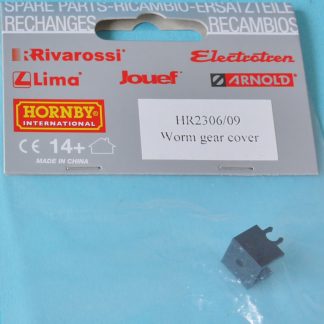 SPARE PARTS-RICAMBI-ERSATZTEILE
RECHANGES RECAMBIOS
Rivarossi Electrotren
Lima Jouef ARNOLD
HORNBY
INTERNATIONAL
HR2306/09
Worm gear cover
CE 14+
MADE IN CHINA